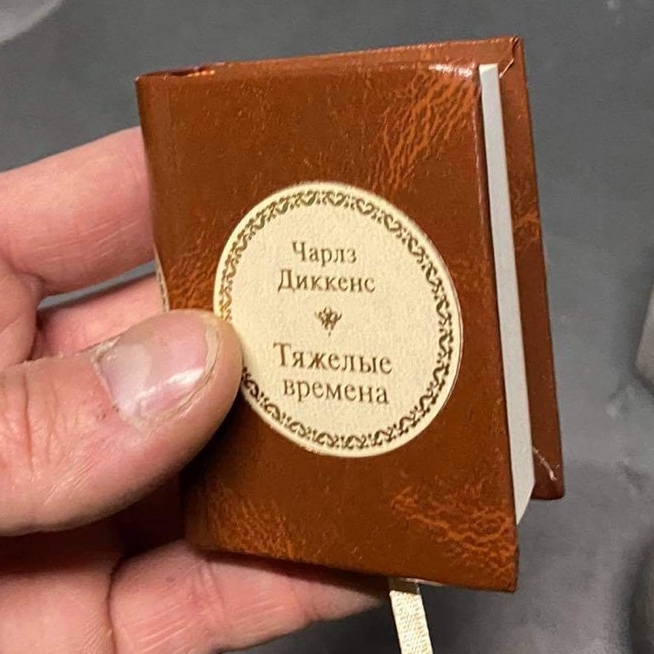 Чарлз
Диккенс
Тяжелые
времена